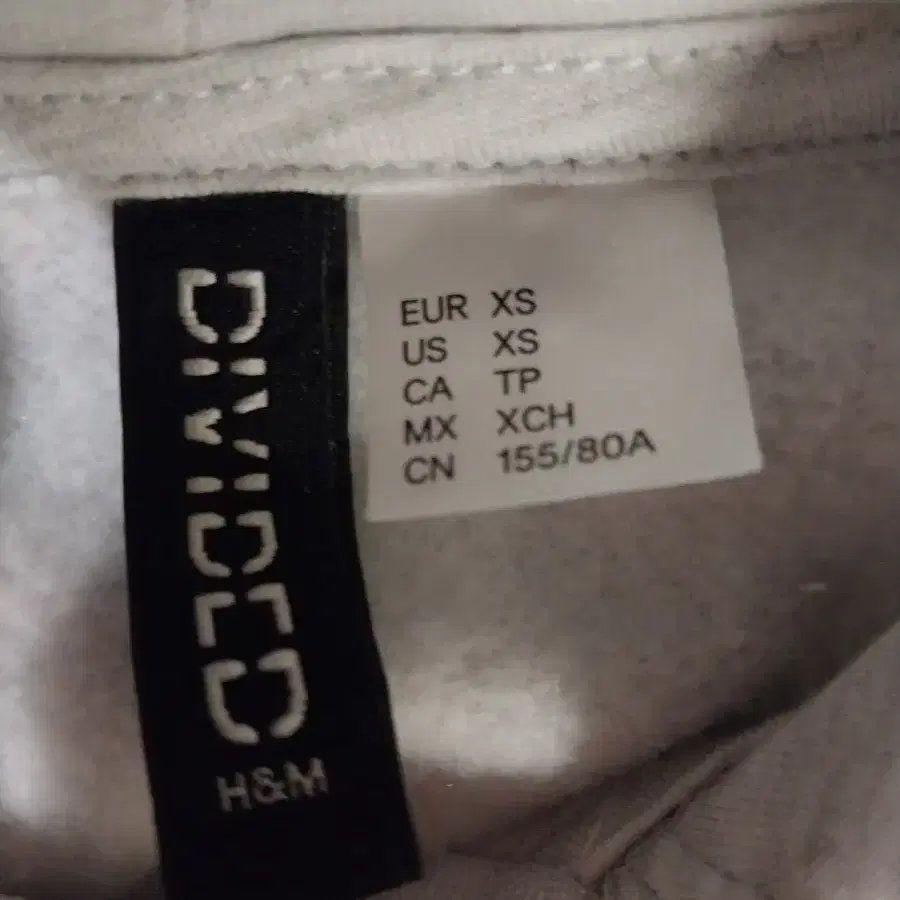 DIVIDED
H&M
EUR XS
US XS
CA TP
MX XCH
CN 155/80A